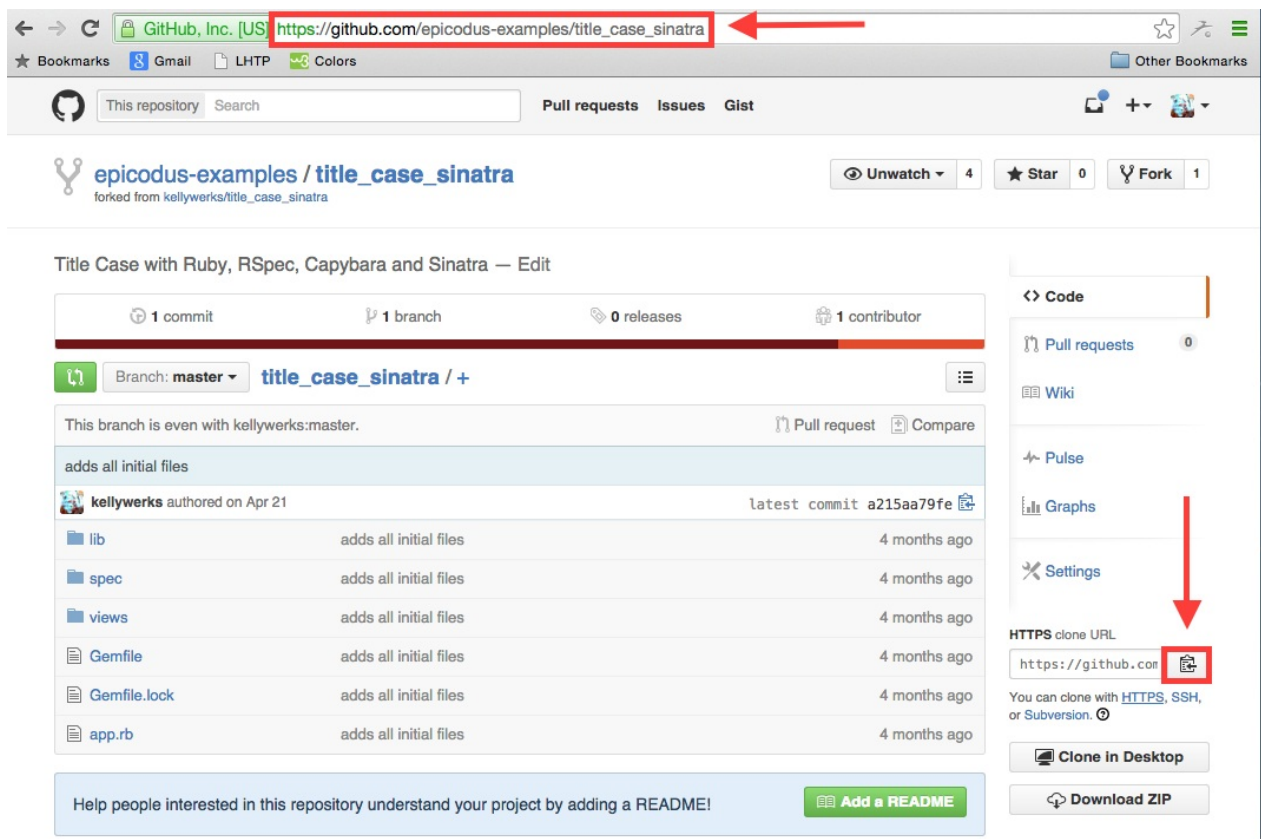 GitHub, Inc. [US] https://github.com/epicodus-examples/title_case_sinatra
Bookmarks Gmail LHTP Colors Other Bookmarks
This repository Search Pull requests Issues Gist
epicodus-examples / title_case_sinatra Unwatch 4 Star 0 Fork 1
forked from kellywerks/title_case_sinatra
Title Case with Ruby, RSpec, Capybara and Sinatra — Edit
1 commit 1 branch 0 releases 1 contributor
Branch: master title_case_sinatra / +
This branch is even with kellywerks:master. Pull request Compare
adds all initial files
kellywerks authored on Apr 21 latest commit a215aa79fe
lib adds all initial files 4 months ago
spec adds all initial files 4 months ago
views adds all initial files 4 months ago
Gemfile adds all initial files 4 months ago
Gemfile.lock adds all initial files 4 months ago
app.rb adds all initial files 4 months ago
Help people interested in this repository understand your project by adding a README! Add a README
<> Code
Pull requests 0
Wiki
Pulse
Graphs
Settings
HTTPS clone URL
https://github.com
You can clone with HTTPS, SSH,
or Subversion.
Clone in Desktop
Download ZIP